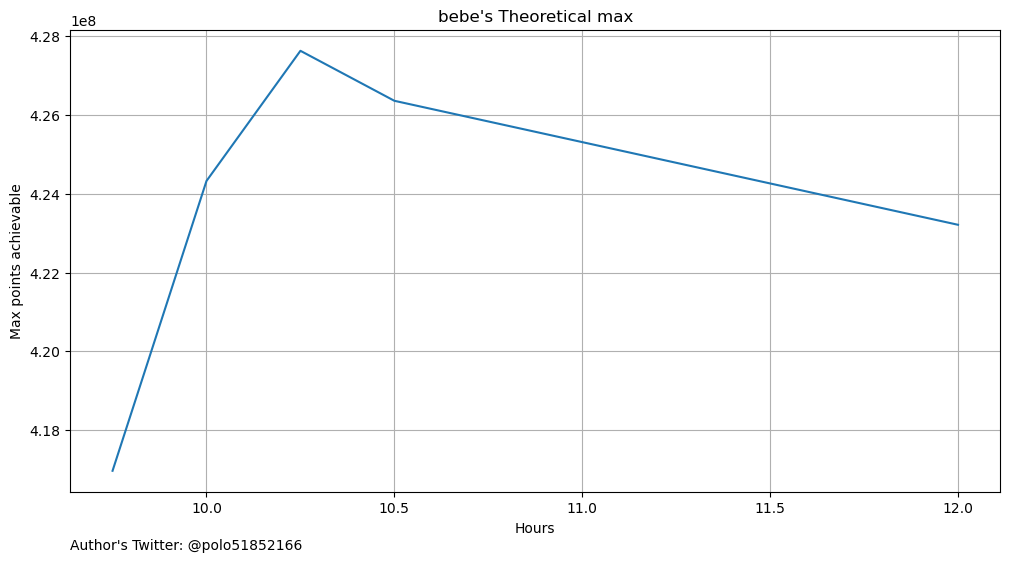 bebe's Theoretical max
1e8
4.28
4.26
4.24
4.22
4.20
4.18
Max points achievable
10.0 10.5 11.0 11.5 12.0
Hours
Author's Twitter: @polo51852166